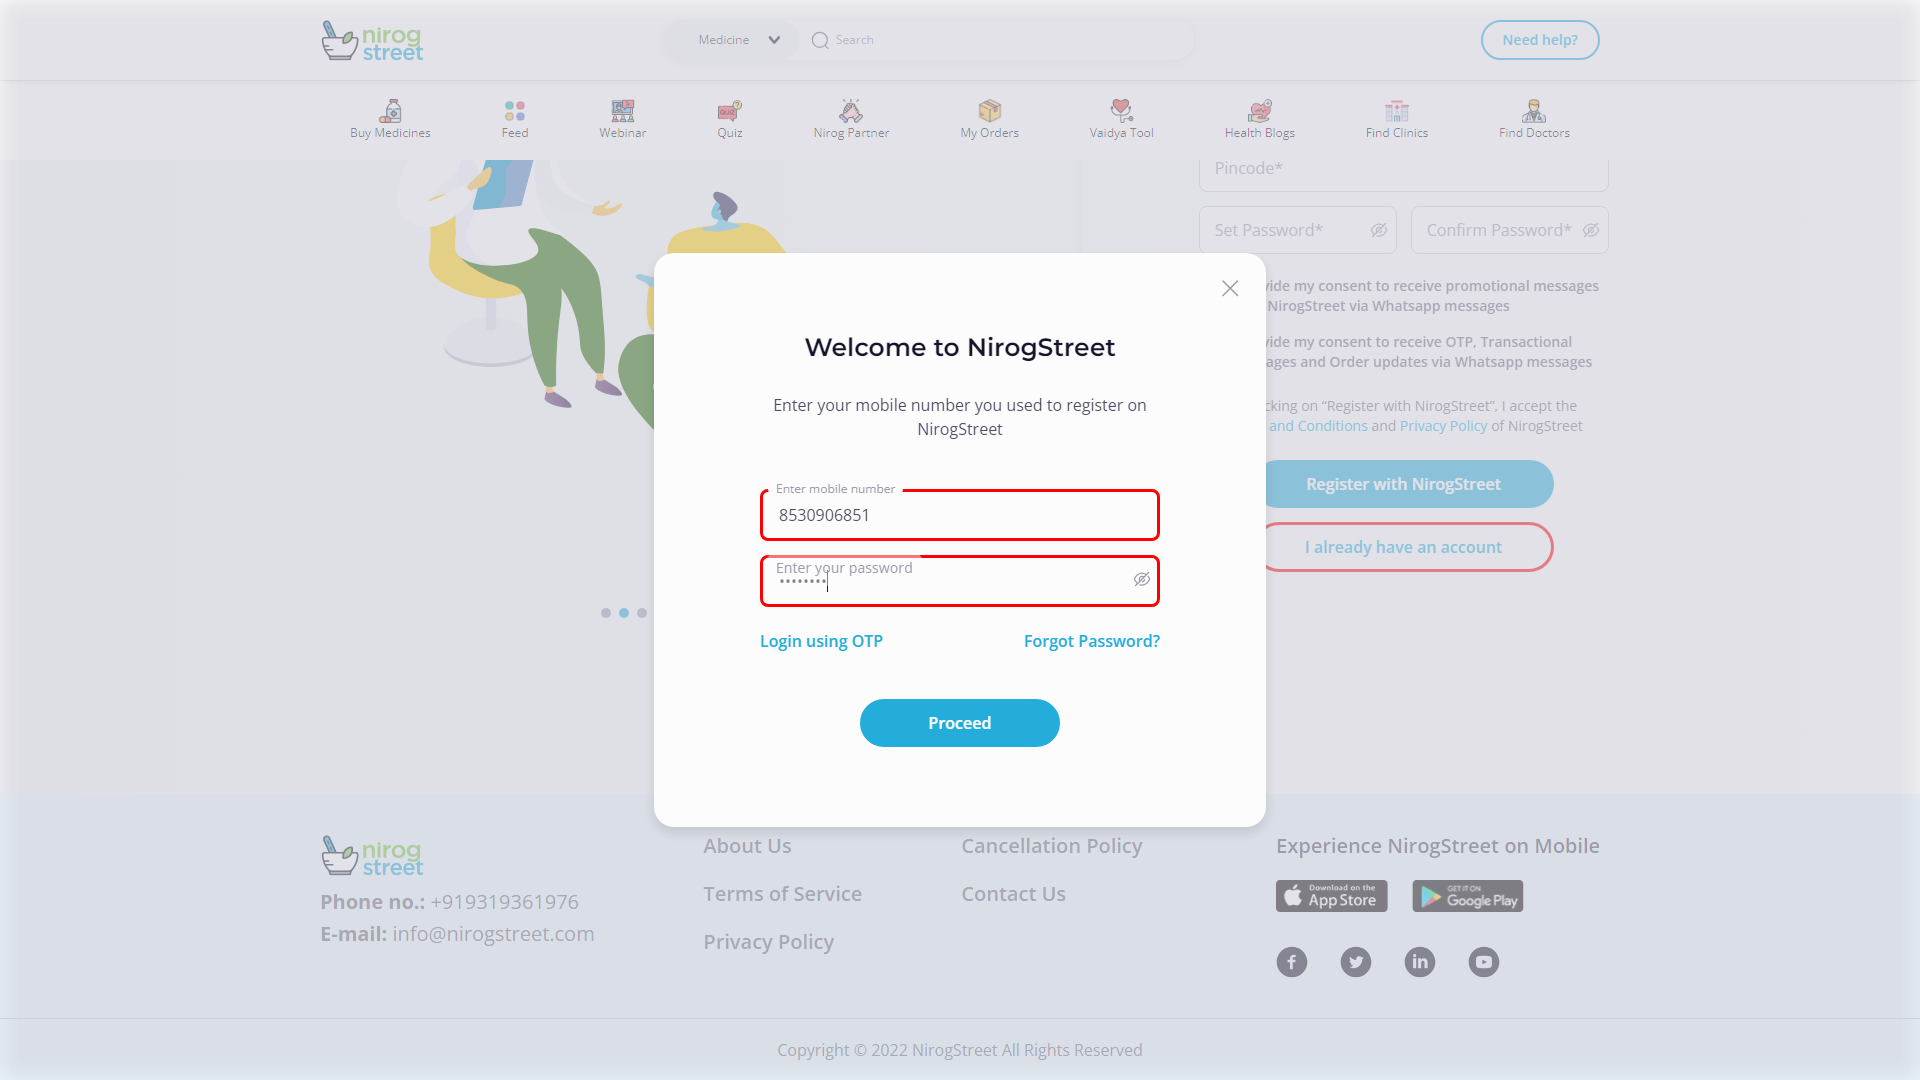 nirog
street
Medicine
Search
Need help?
Buy Medicines
Feed
Webinar
QUIZ
Quiz
Nirog Partner
My Orders
Vaidya Tool
Health Blogs
Find Clinics
Find Doctors
Pincode*
Set Password*
Confirm Password*
vide my consent to receive promotional messages
NirogStreet via Whatsapp messages
vide my consent to receive OTP, Transactional
ages and Order updates via Whatsapp messages
cking on “Register with NirogStreet”, I accept the
and Conditions and Privacy Policy of NirogStreet
Register with NirogStreet
I already have an account
Welcome to NirogStreet
Enter your mobile number you used to register on
NirogStreet
Enter mobile number
8530906851
Enter your password
••••••••
Login using OTP
Forgot Password?
Proceed
nirog
street
Phone no.: +919319361976
E-mail: info@nirogstreet.com
About Us
Terms of Service
Privacy Policy
Cancellation Policy
Contact Us
Experience NirogStreet on Mobile
Download on the
App Store
GET IT ON
Google Play
Copyright © 2022 NirogStreet All Rights Reserved